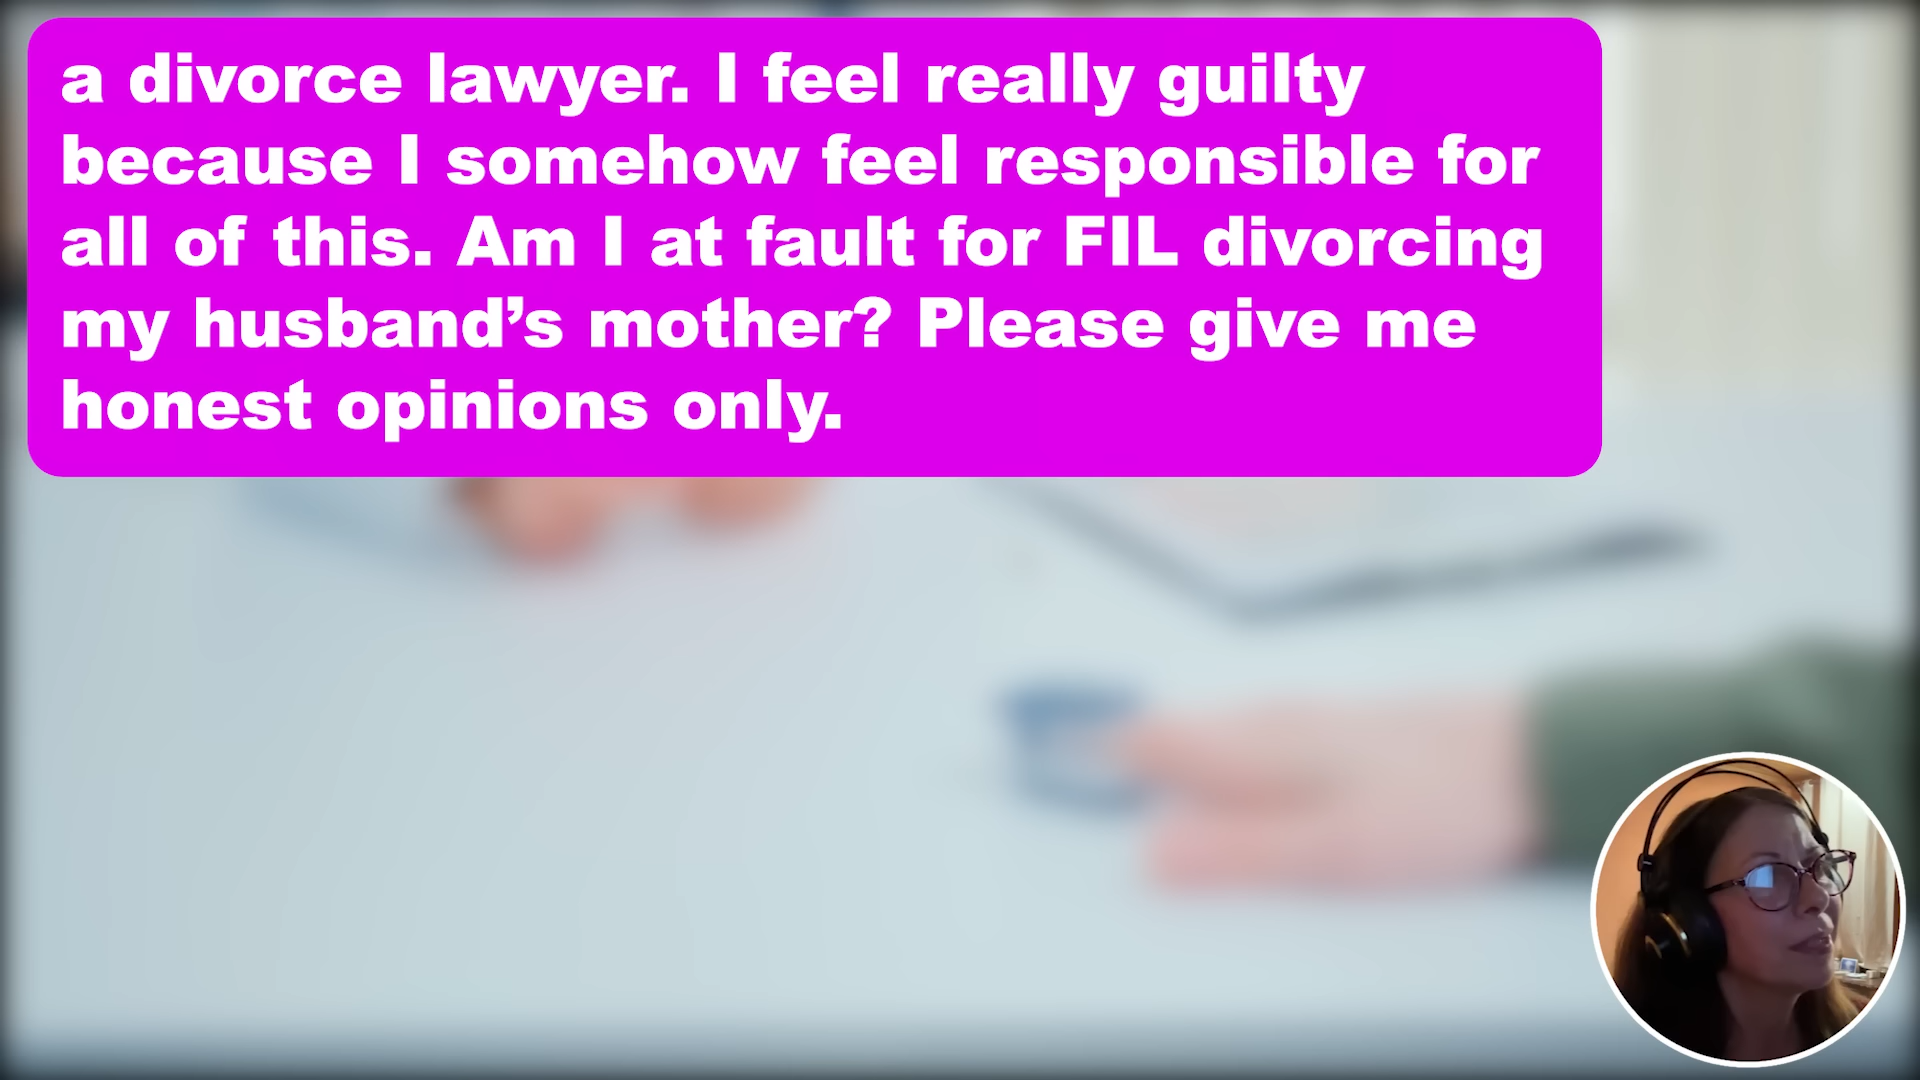 a divorce lawyer. I feel really guilty
because I somehow feel responsible for
all of this. Am I at fault for FIL divorcing
my husband’s mother? Please give me
honest opinions only.